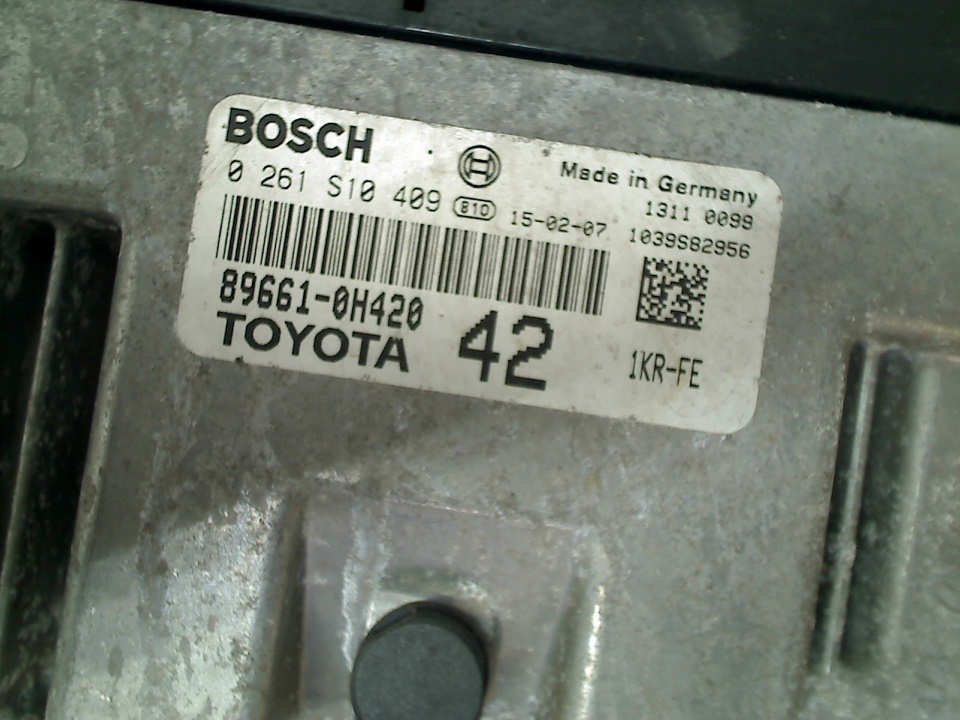 BOSCH
Made in Germany
0 261 S10 409 B10 15-02-07
1311 0099
1039S82956
89661-0H420
TOYOTA
42
1KR-FE